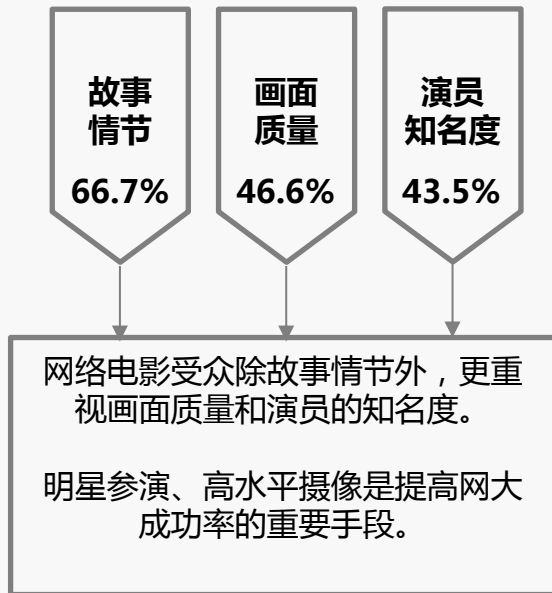 故事
情节
66.7%
画面
质量
46.6%
演员
知名度
43.5%
网络电影受众除故事情节外，更重
视画面质量和演员的知名度。
明星参演、高水平摄像是提高网大
成功率的重要手段。